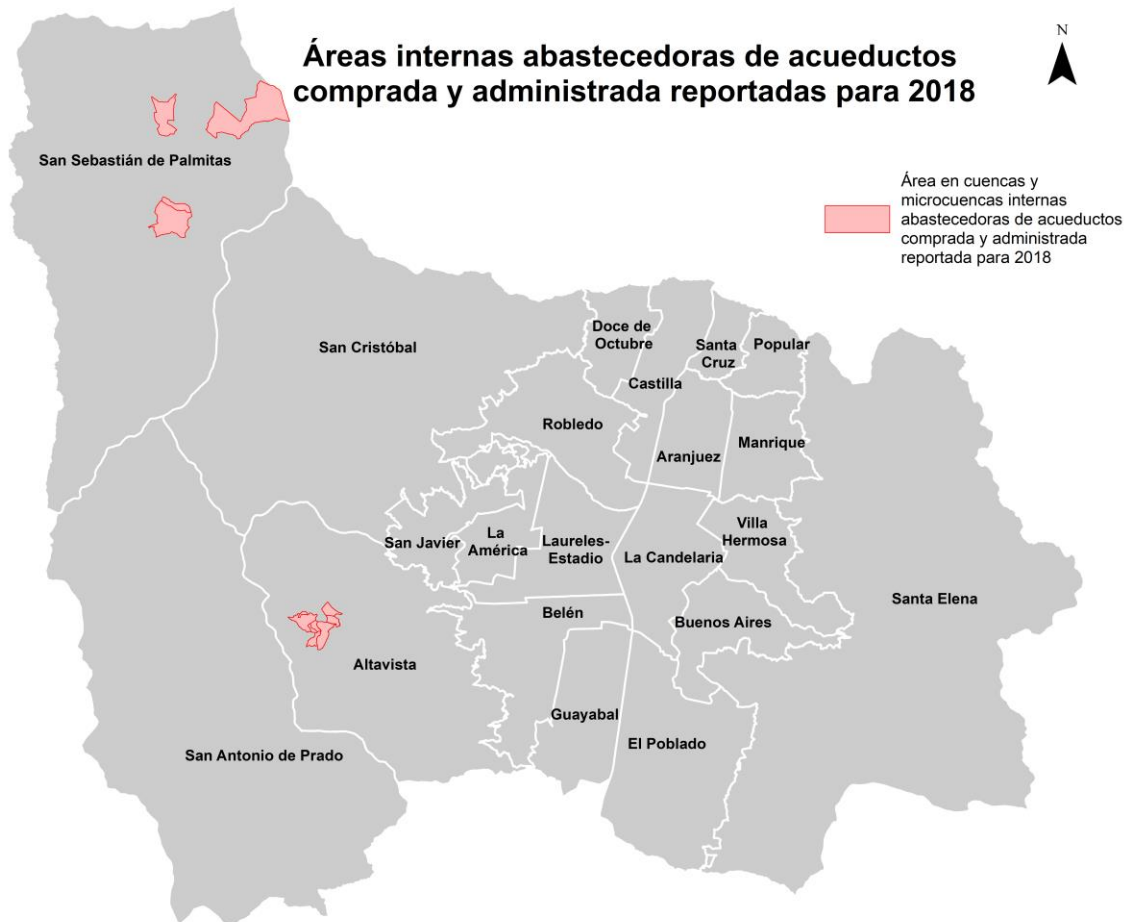 Áreas internas abastecedoras de acueductos
comprada y administrada reportadas para 2018
N
San Sebastián de Palmitas
Área en cuencas y
microcuencas internas
abastecedoras de acueductos
comprada y administrada
reportada para 2018
San Cristóbal
Doce de
Octubre
Santa
Cruz
Popular
Castilla
Robledo
Aranjuez
Manrique
San Javier
La
América
Laureles-
Estadio
La Candelaria
Villa
Hermosa
Santa Elena
Belén
Buenos Aires
Altavista
Guayabal
El Poblado
San Antonio de Prado